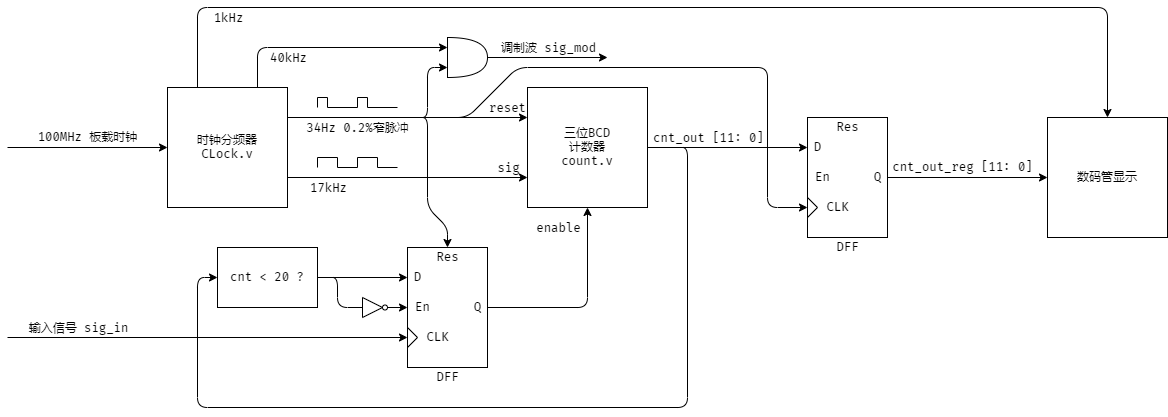 1kHz
40kHz
调制波 sig_mod
100MHz 板载时钟
时钟分频器
CLock.v
34Hz 0.2%窄脉冲
17kHz
reset
sig
三位BCD
计数器
count.v
enable
cnt_out [11: 0]
Res
D
En
Q
CLK
DFF
cnt_out_reg [11: 0]
数码管显示
cnt < 20 ?
输入信号 sig_in
Res
D
En
Q
CLK
DFF